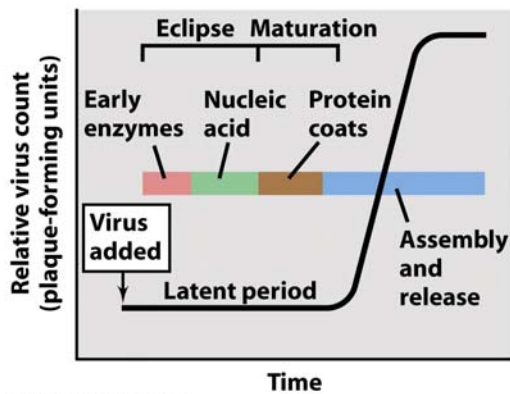 Eclipse Maturation
Early
enzymes
Nucleic
acid
Protein
coats
Virus
added
Assembly
and
release
Latent period
Relative virus count
(plaque-forming units)
Time